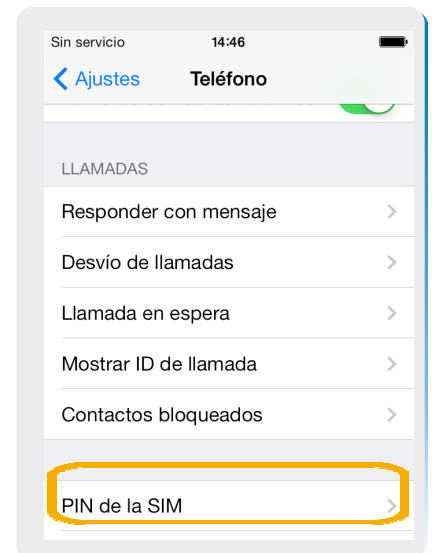 Sin servicio 14:46
Ajustes Teléfono
LLAMADAS
Responder con mensaje
Desvío de llamadas
Llamada en espera
Mostrar ID de llamada
Contactos bloqueados
PIN de la SIM